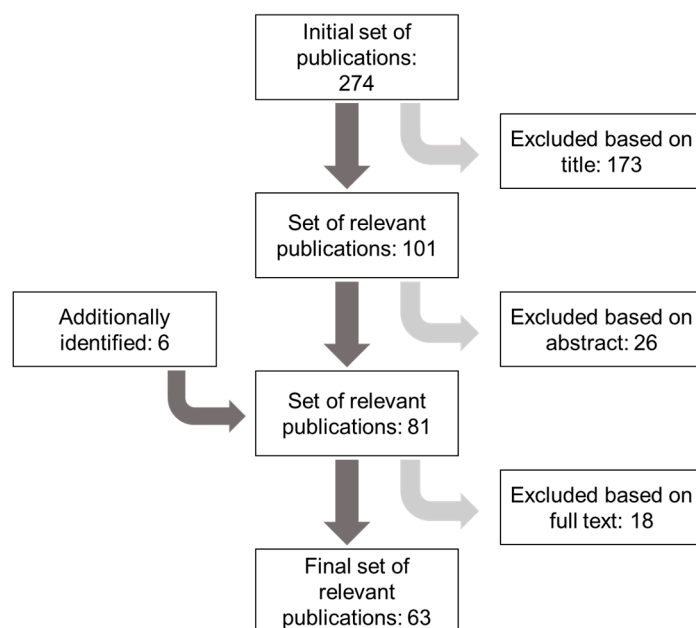 Initial set of
publications:
274
Excluded based on
title: 173
Set of relevant
publications: 101
Additionally
identified: 6
Excluded based on
abstract: 26
Set of relevant
publications: 81
Excluded based on
full text: 18
Final set of
relevant
publications: 63